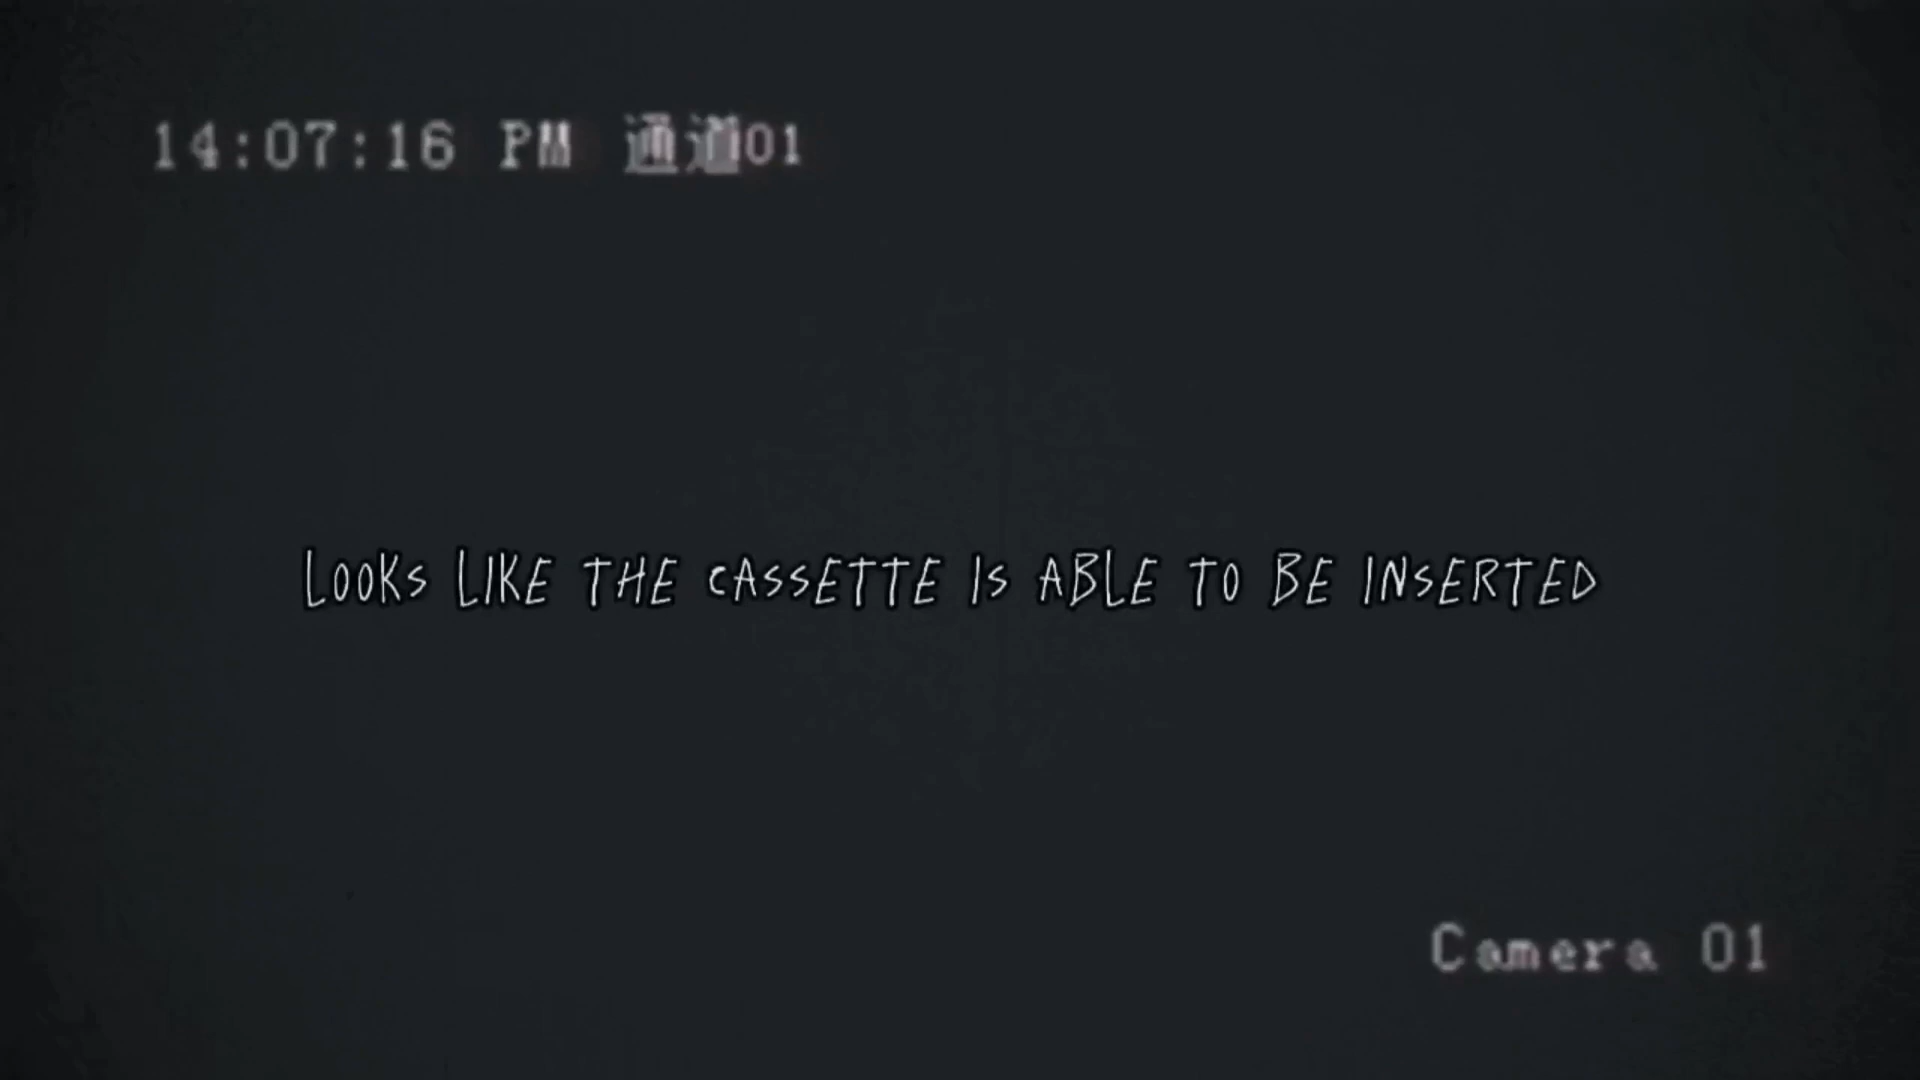 14:07:16 PM 通道01
LOOKS LIKE THE CASSETTE IS ABLE TO BE INSERTED
Camera 01